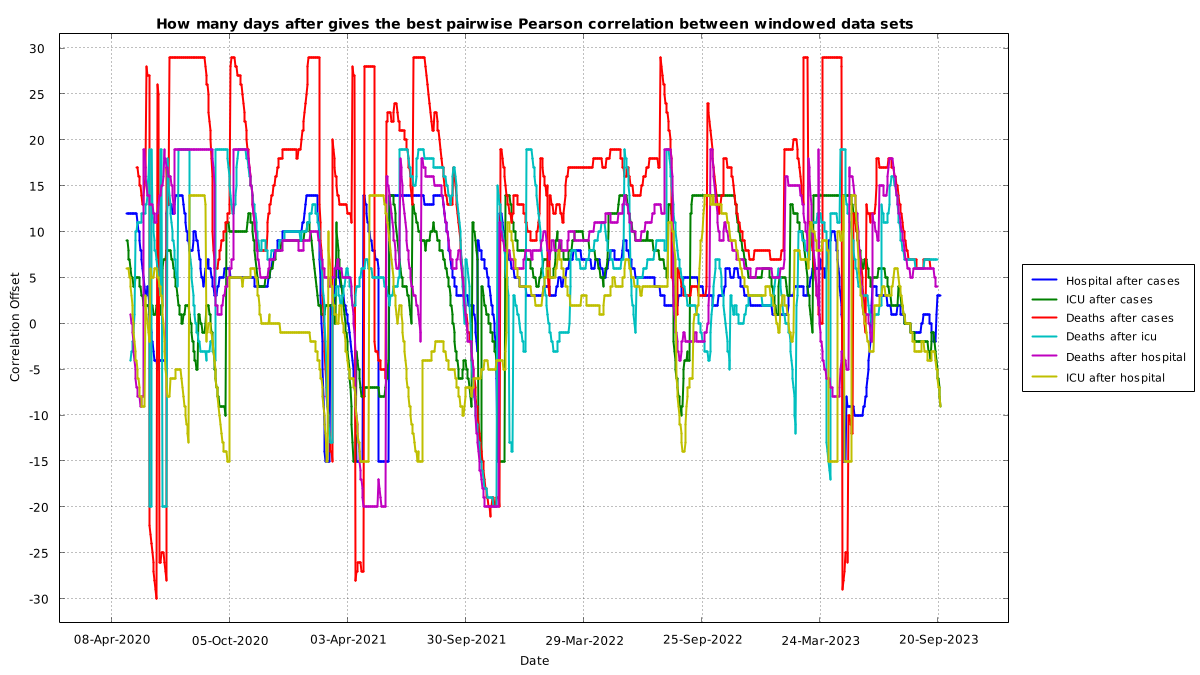 How many days after gives the best pairwise Pearson correlation between windowed data sets
30
25
20
15
10
5
0
-5
-10
-15
-20
-25
-30
Correlation Offset
08-Apr-2020 05-Oct-2020 03-Apr-2021 30-Sep-2021 29-Mar-2022 25-Sep-2022 24-Mar-2023 20-Sep-2023
Date
Hospital after cases
ICU after cases
Deaths after cases
Deaths after icu
Deaths after hospital
ICU after hospital